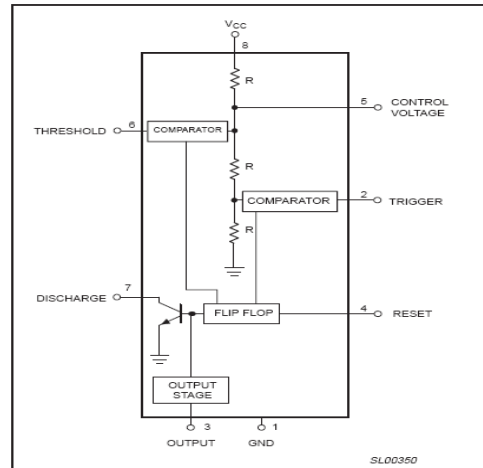 VCC
8
R
5
CONTROL
VOLTAGE
6
THRESHOLD
COMPARATOR
R
COMPARATOR
2
TRIGGER
R
7
DISCHARGE
FLIP FLOP
4
RESET
OUTPUT
STAGE
3
1
OUTPUT
GND
SL00350